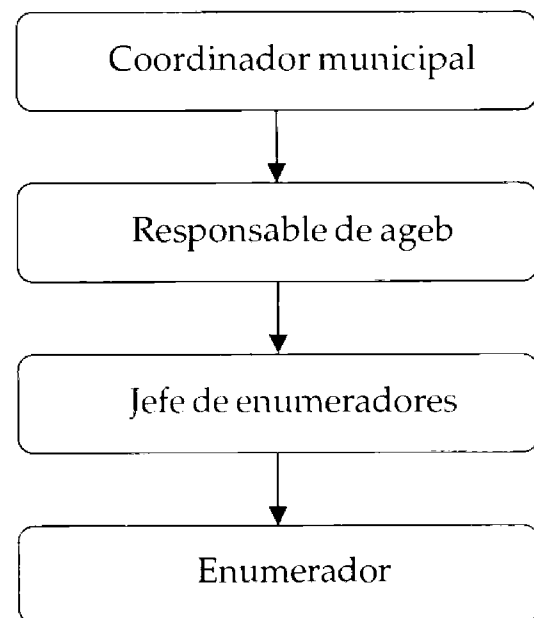 Coordinador municipal
Responsable de ageb
Jefe de enumeradores
Enumerador